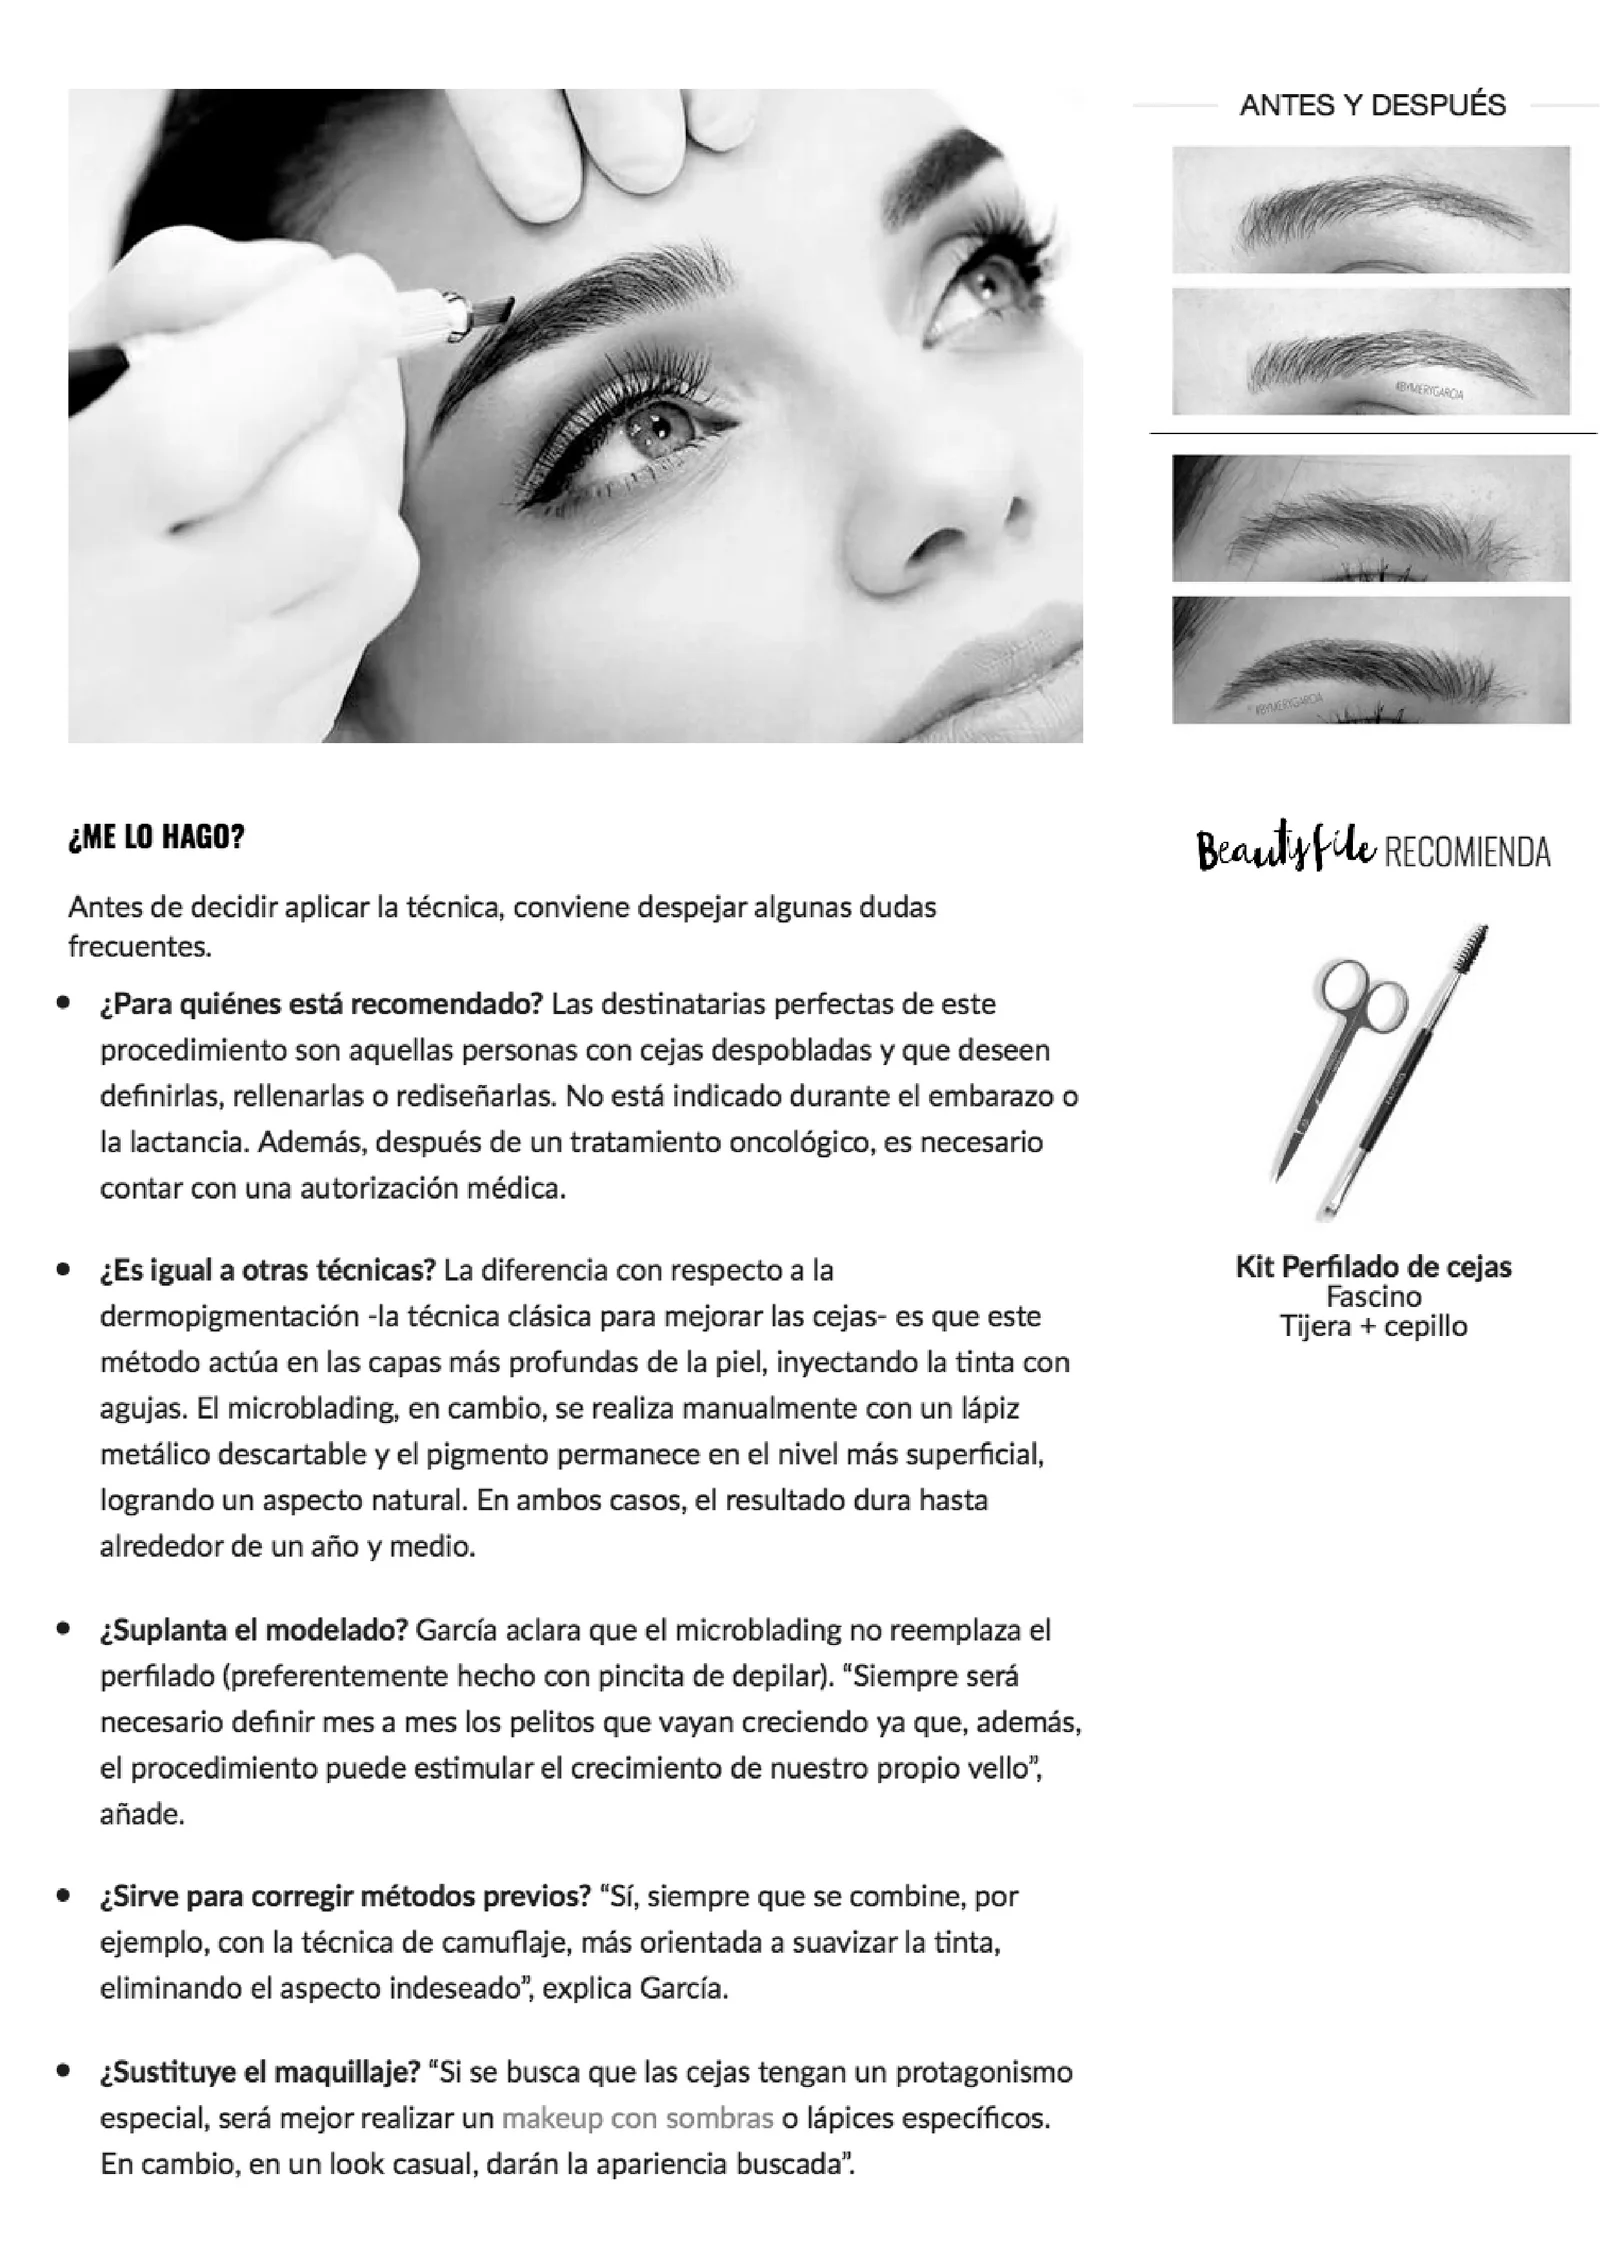 ANTES Y DESPUÉS
#BYMERYGARCIA
#BYMERYGARCIA
¿ME LO HAGO?
Antes de decidir aplicar la técnica, conviene despejar algunas dudas
frecuentes.
• ¿Para quiénes está recomendado? Las destinatarias perfectas de este
procedimiento son aquellas personas con cejas despobladas y que deseen
definirlas, rellenarlas o rediseñarlas. No está indicado durante el embarazo o
la lactancia. Además, después de un tratamiento oncológico, es necesario
contar con una autorización médica.
• ¿Es igual a otras técnicas? La diferencia con respecto a la
dermopigmentación -la técnica clásica para mejorar las cejas- es que este
método actúa en las capas más profundas de la piel, inyectando la tinta con
agujas. El microblading, en cambio, se realiza manualmente con un lápiz
metálico descartable y el pigmento permanece en el nivel más superficial,
logrando un aspecto natural. En ambos casos, el resultado dura hasta
alrededor de un año y medio.
• ¿Suplanta el modelado? García aclara que el microblading no reemplaza el
perfilado (preferentemente hecho con pincita de depilar). “Siempre será
necesario definir mes a mes los pelitos que vayan creciendo ya que, además,
el procedimiento puede estimular el crecimiento de nuestro propio vello”,
añade.
• ¿Sirve para corregir métodos previos? “Sí, siempre que se combine, por
ejemplo, con la técnica de camuflaje, más orientada a suavizar la tinta,
eliminando el aspecto indeseado”, explica García.
• ¿Sustituye el maquillaje? “Si se busca que las cejas tengan un protagonismo
especial, será mejor realizar un makeup con sombras o lápices específicos.
En cambio, en un look casual, darán la apariencia buscada”.
Beautyfile RECOMIENDA
Kit Perfilado de cejas
Fascino
Tijera + cepillo